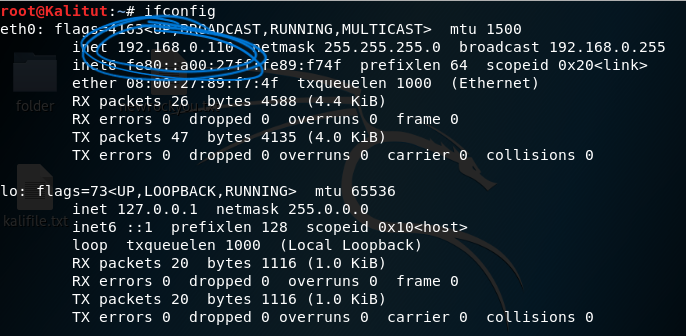 root@Kalitut:~# ifconfig
eth0: flags=4163<UP,BROADCAST,RUNNING,MULTICAST>  mtu 1500
        inet 192.168.0.110  netmask 255.255.255.0  broadcast 192.168.0.255
        inet6 fe80::a00:27ff:fe89:f74f  prefixlen 64  scopeid 0x20<link>
        ether 08:00:27:89:f7:4f  txqueuelen 1000  (Ethernet)
        RX packets 26  bytes 4588 (4.4 KiB)
        RX errors 0  dropped 0  overruns 0  frame 0
        TX packets 47  bytes 4135 (4.0 KiB)
        TX errors 0  dropped 0 overruns 0  carrier 0  collisions 0
folder
lo: flags=73<UP,LOOPBACK,RUNNING>  mtu 65536
        inet 127.0.0.1  netmask 255.0.0.0
        inet6 ::1  prefixlen 128  scopeid 0x10<host>
        loop  txqueuelen 1000  (Local Loopback)
        RX packets 20  bytes 1116 (1.0 KiB)
        RX errors 0  dropped 0  overruns 0  frame 0
        TX packets 20  bytes 1116 (1.0 KiB)
        TX errors 0  dropped 0 overruns 0  carrier 0  collisions 0
kalifile.txt